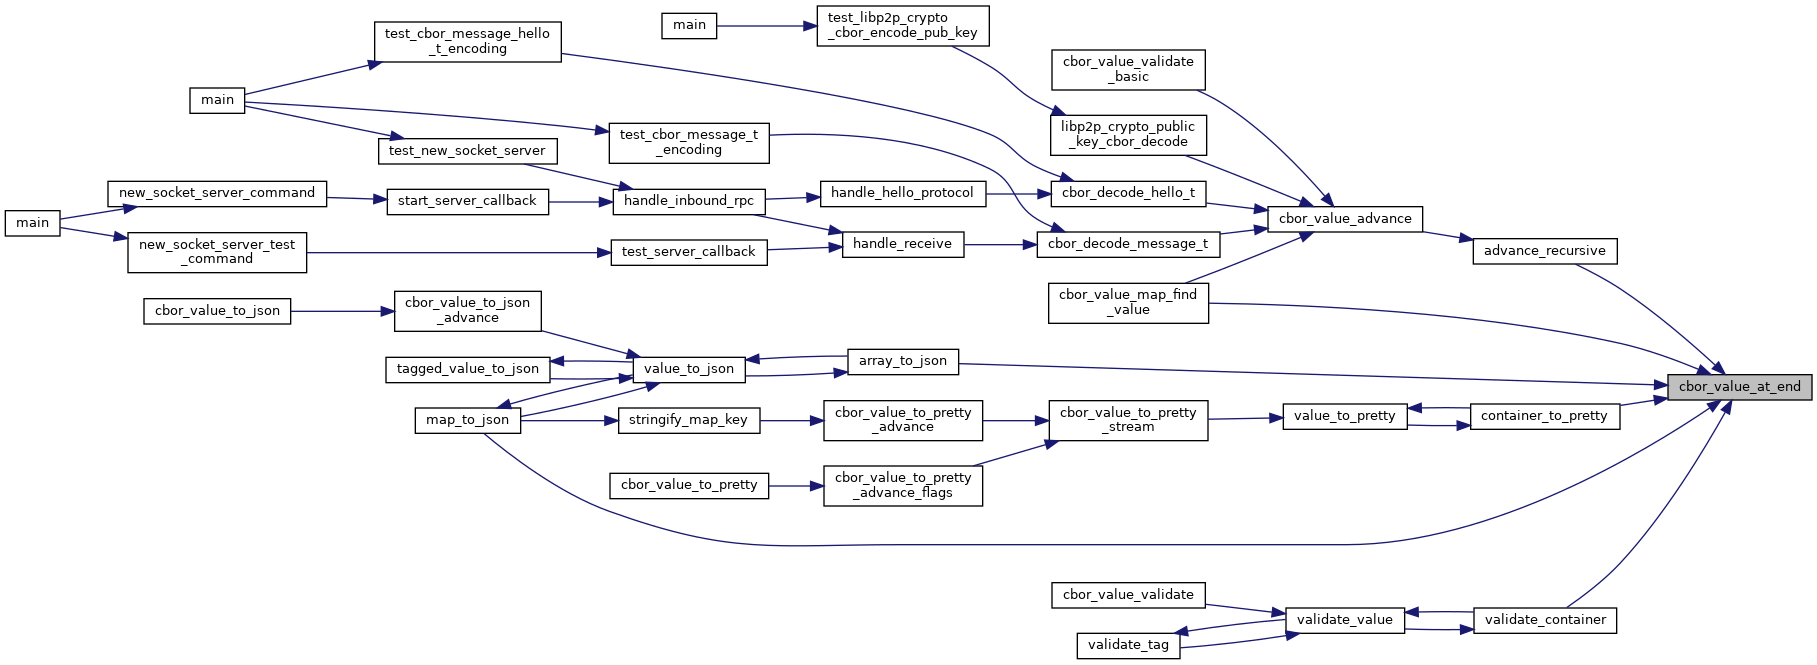 main
test_libp2p_crypto
_cbor_encode_pub_key
test_cbor_message_hello
_t_encoding
cbor_value_validate
_basic
main
libp2p_crypto_public
_key_cbor_decode
test_cbor_message_t
_encoding
test_new_socket_server
new_socket_server_command
start_server_callback
handle_inbound_rpc
handle_hello_protocol
cbor_decode_hello_t
cbor_value_advance
main
new_socket_server_test
_command
test_server_callback
handle_receive
cbor_decode_message_t
advance_recursive
cbor_value_to_json
cbor_value_to_json
_advance
cbor_value_map_find
_value
tagged_value_to_json
value_to_json
array_to_json
cbor_value_at_end
map_to_json
stringify_map_key
cbor_value_to_pretty
_advance
cbor_value_to_pretty
_stream
value_to_pretty
container_to_pretty
cbor_value_to_pretty
cbor_value_to_pretty
_advance_flags
cbor_value_validate
validate_value
validate_container
validate_tag